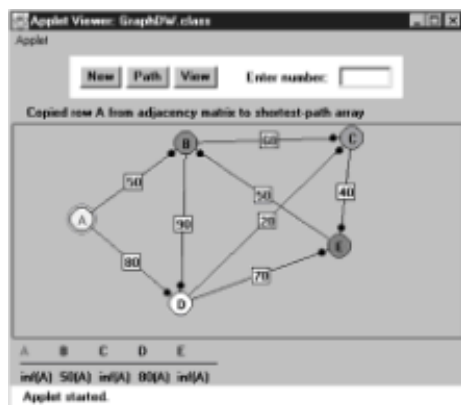 Applet Viewer: GraphDW.class
Applet
New Path View Enter number:
Copied row A from adjacency matrix to shortest-path array
B 60 C
50 50 40
A 90 20 E
80 70
D
A B C D E
inf(A) 50(A) inf(A) 80(A) inf(A)
Applet started.